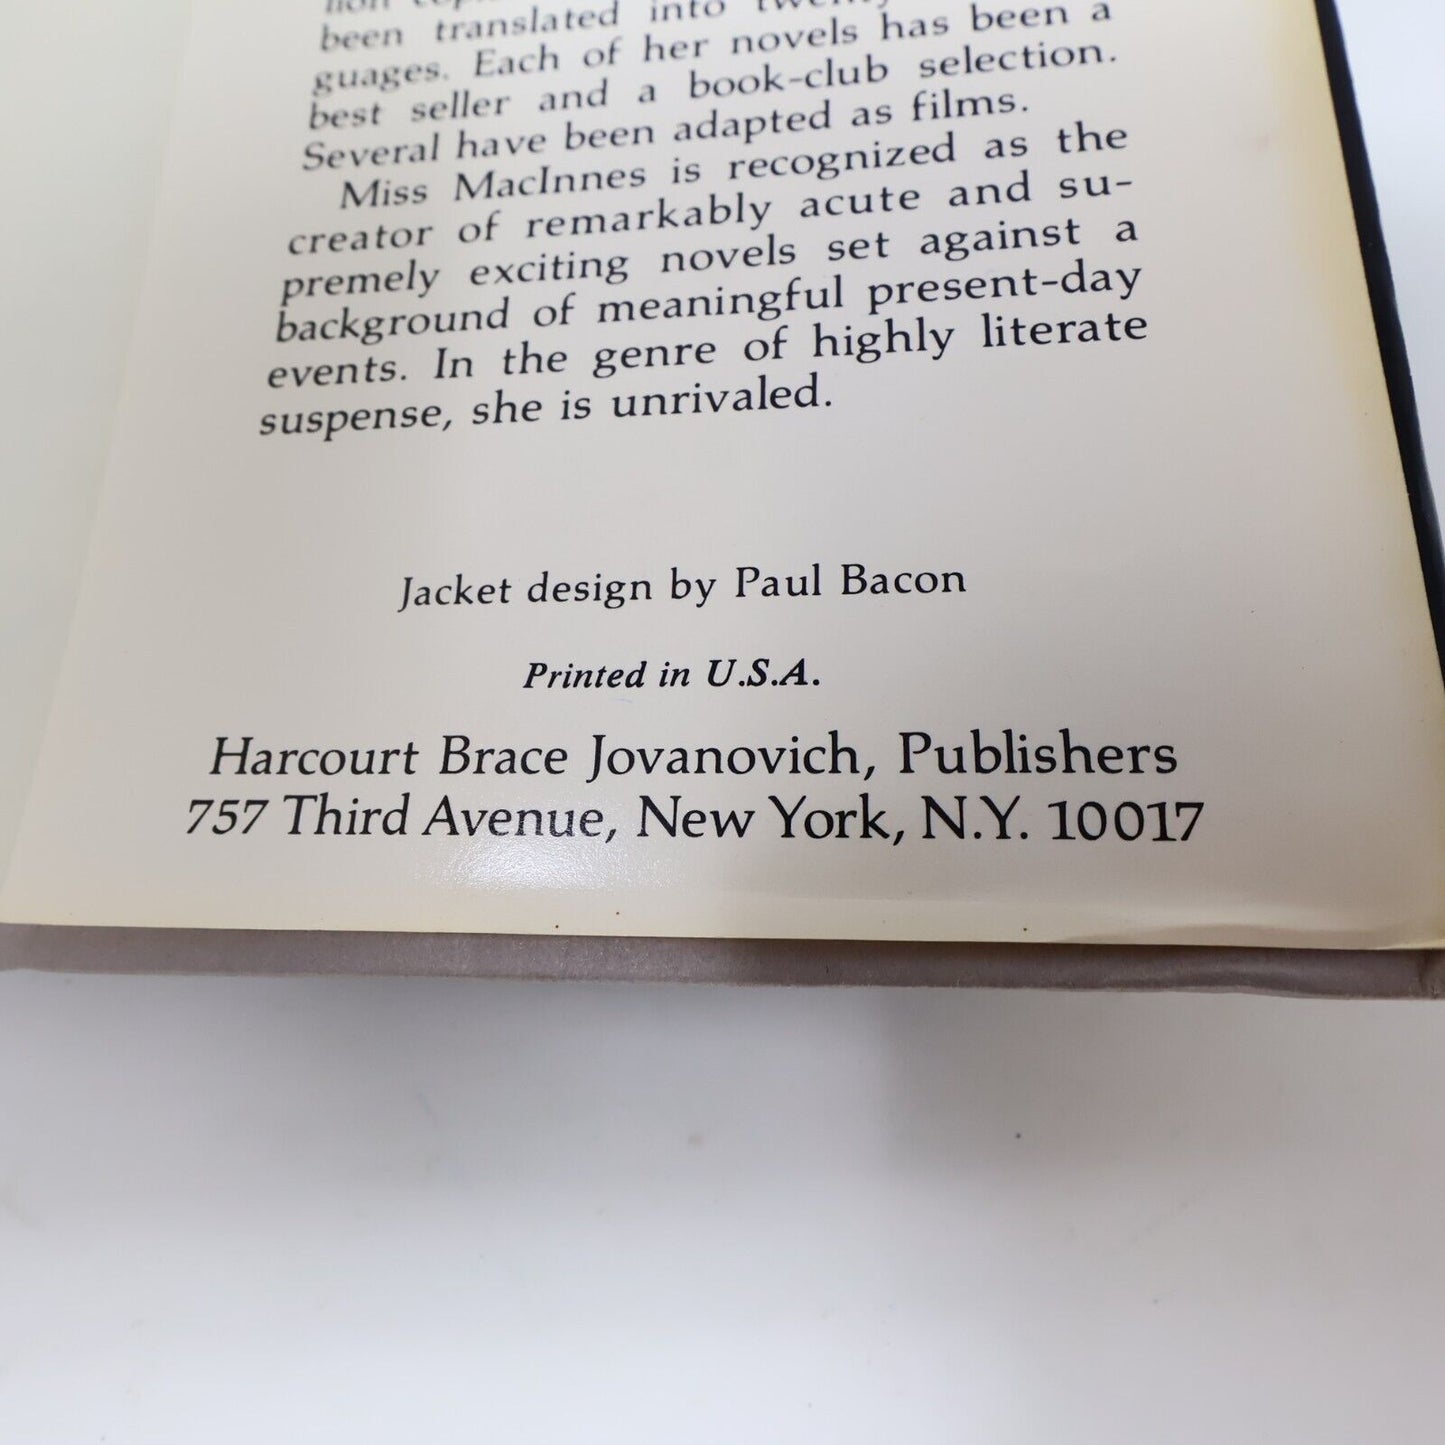 been translated into twenty
guages. Each of her novels has been a
best seller and a book-club selection.
Several have been adapted as films.
Miss MacInnes is recognized as the
creator of remarkably acute and su-
premely exciting novels set against a
background of meaningful present-day
events. In the genre of highly literate
suspense, she is unrivaled.
Jacket design by Paul Bacon
Printed in U.S.A.
Harcourt Brace Jovanovich, Publishers
757 Third Avenue, New York, N.Y. 10017